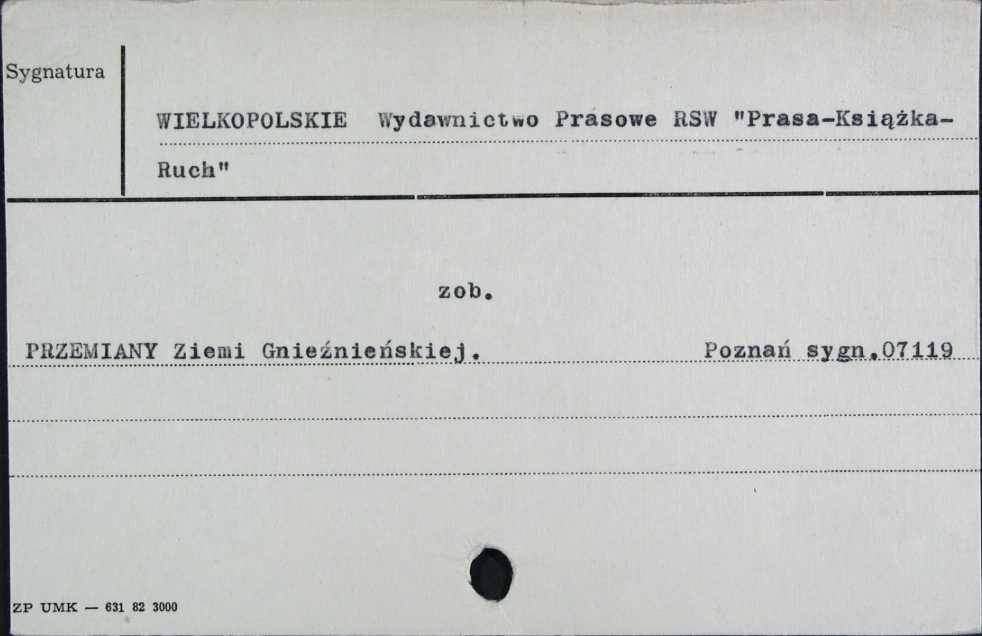 Sygnatura
WIELKOPOLSKIE Wydawnictwo Prasowe RSW "Prasa-Książka-
Ruch"
zob.
PRZEMIANY Ziemi Gnieźnieńskiej. Poznań sygn.07119
ZP UMK — 631 82 3000